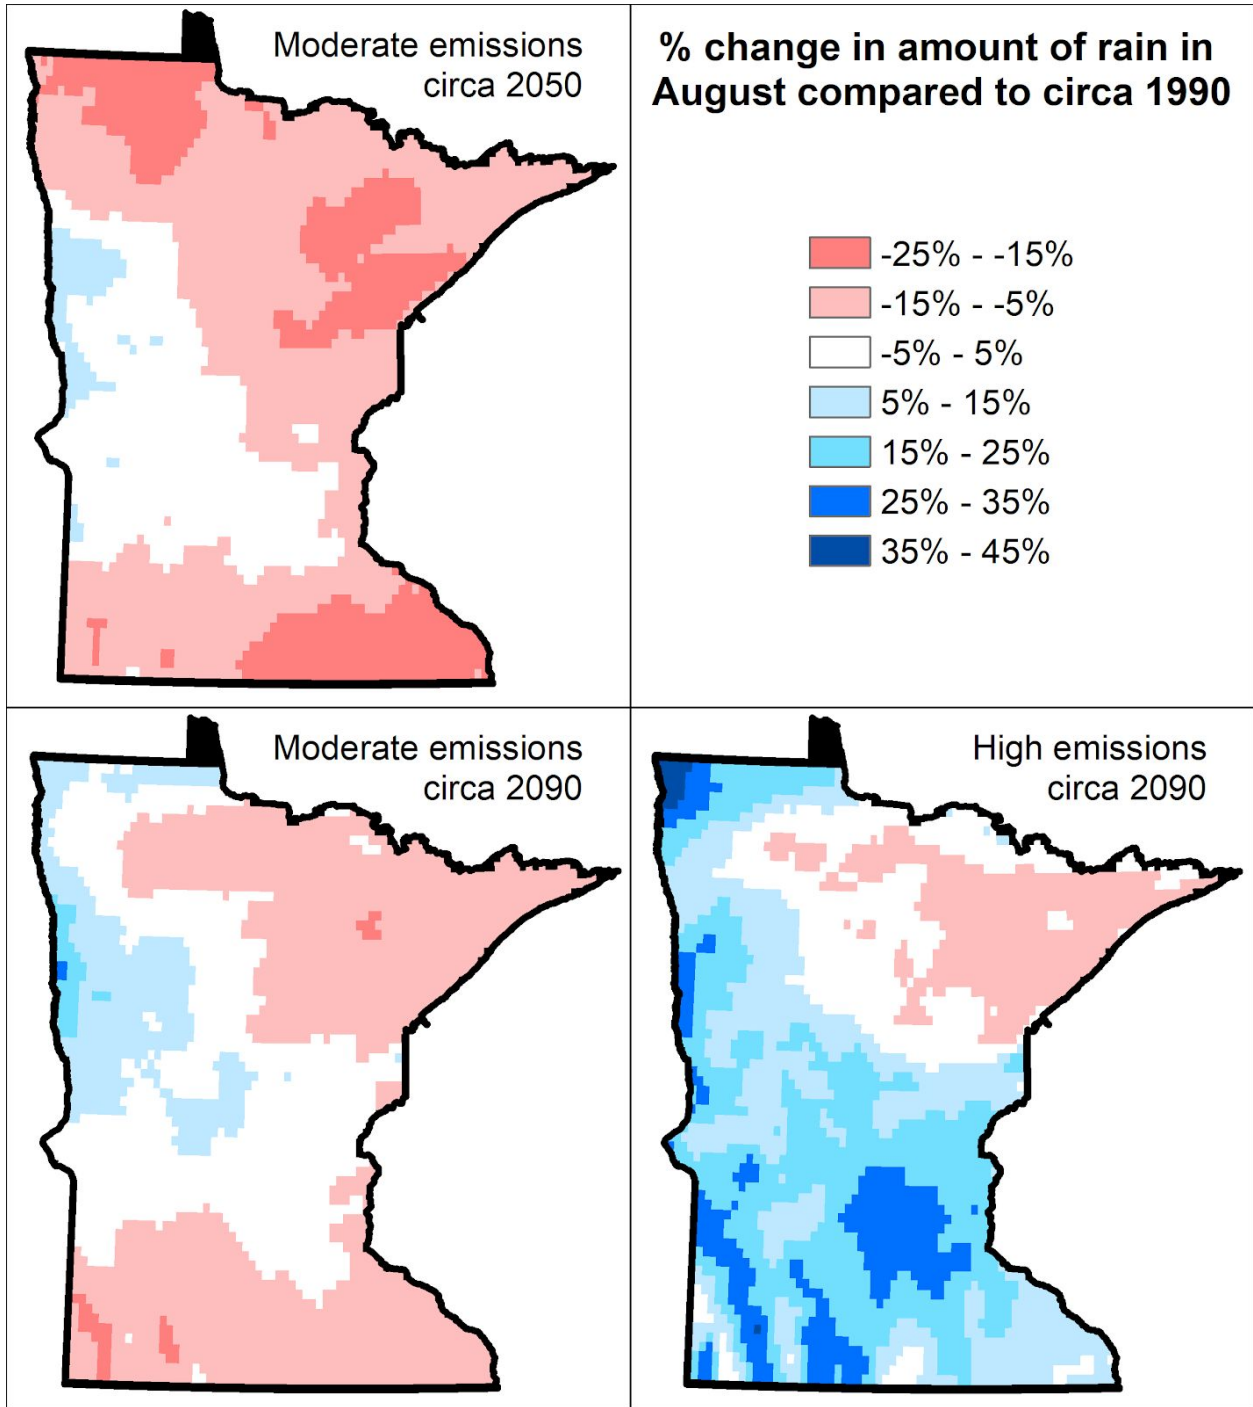 Moderate emissions
circa 2050
% change in amount of rain in
August compared to circa 1990
-25% - -15%
-15% - -5%
-5% - 5%
5% - 15%
15% - 25%
25% - 35%
35% - 45%
Moderate emissions
circa 2090
High emissions
circa 2090